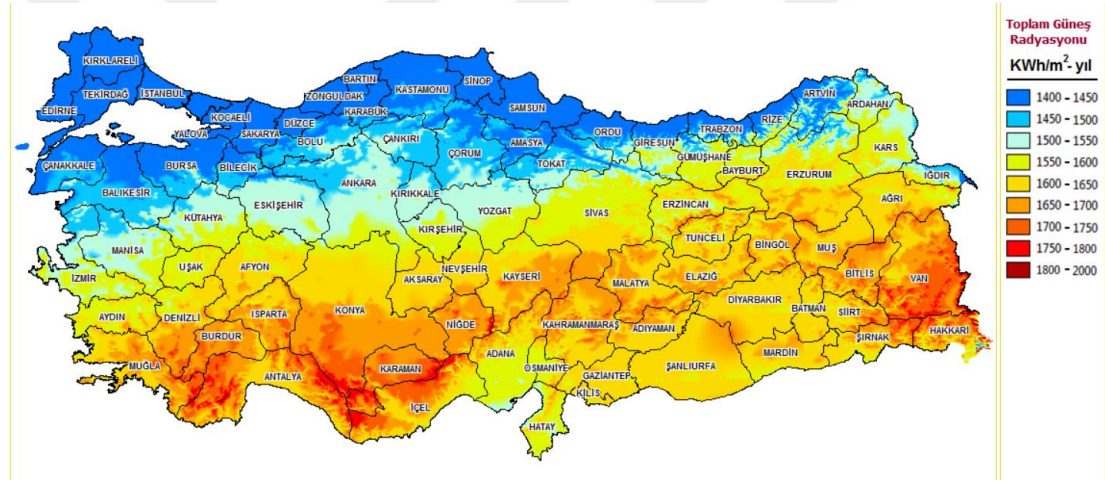 Toplam Güneş
Radyasyonu
KWh/m²- yıl
1400 - 1450
1450 - 1500
1500 - 1550
1550 - 1600
1600 - 1650
1650 - 1700
1700 - 1750
1750 - 1800
1800 - 2000
KIRKLARELİ
TEKİRDAĞ
İSTANBUL
EDİRNE
KOCAELİ
YALOVA
SAKARYA
DÜZCE
BOLU
ZONGULDAK
BARTIN
KARABÜK
KASTAMONU
SİNOP
SAMSUN
ÇANKIRI
ÇORUM
AMASYA
TOKAT
ORDU
GİRESUN
TRABZON
RİZE
ARTVİN
ARDAHAN
GÜMÜŞHANE
BAYBURT
ERZURUM
KARS
IĞDIR
AĞRI
ÇANAKKALE
BURSA
BİLECİK
BALIKESİR
KÜTAHYA
ESKİŞEHİR
ANKARA
KIRIKKALE
YOZGAT
SİVAS
ERZİNCAN
TUNCELİ
BİNGÖL
MUŞ
BİTLİS
VAN
MANİSA
İZMİR
UŞAK
AFYON
KIRŞEHİR
NEVŞEHİR
AKSARAY
KAYSERİ
MALATYA
ELAZIĞ
DİYARBAKIR
BATMAN
SİİRT
ŞIRNAK
HAKKARİ
AYDIN
DENİZLİ
ISPARTA
BURDUR
KONYA
NİĞDE
KAHRAMANMARAŞ
ADIYAMAN
MUĞLA
ANTALYA
KARAMAN
İÇEL
ADANA
OSMANİYE
GAZİANTEP
KİLİS
ŞANLIURFA
MARDİN
HATAY